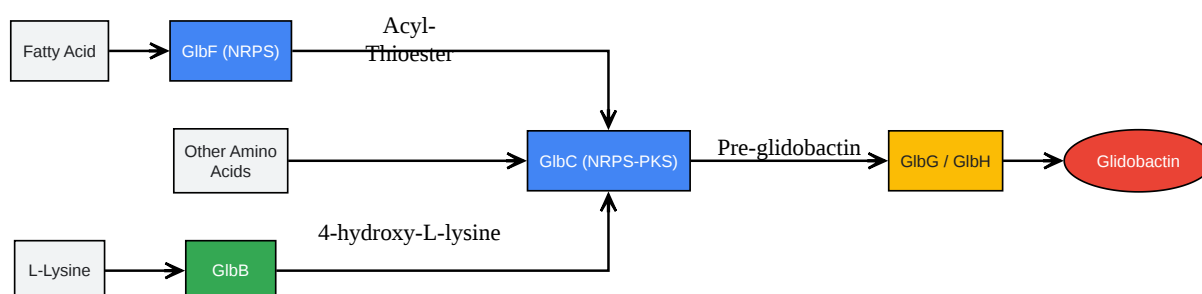 Fatty Acid
GlbF (NRPS)
Acyl-
Thioester
Other Amino
Acids
GlbC (NRPS-PKS)
Pre-glidobactin
GlbG / GlbH
Glidobactin
4-hydroxy-L-lysine
L-Lysine
GlbB